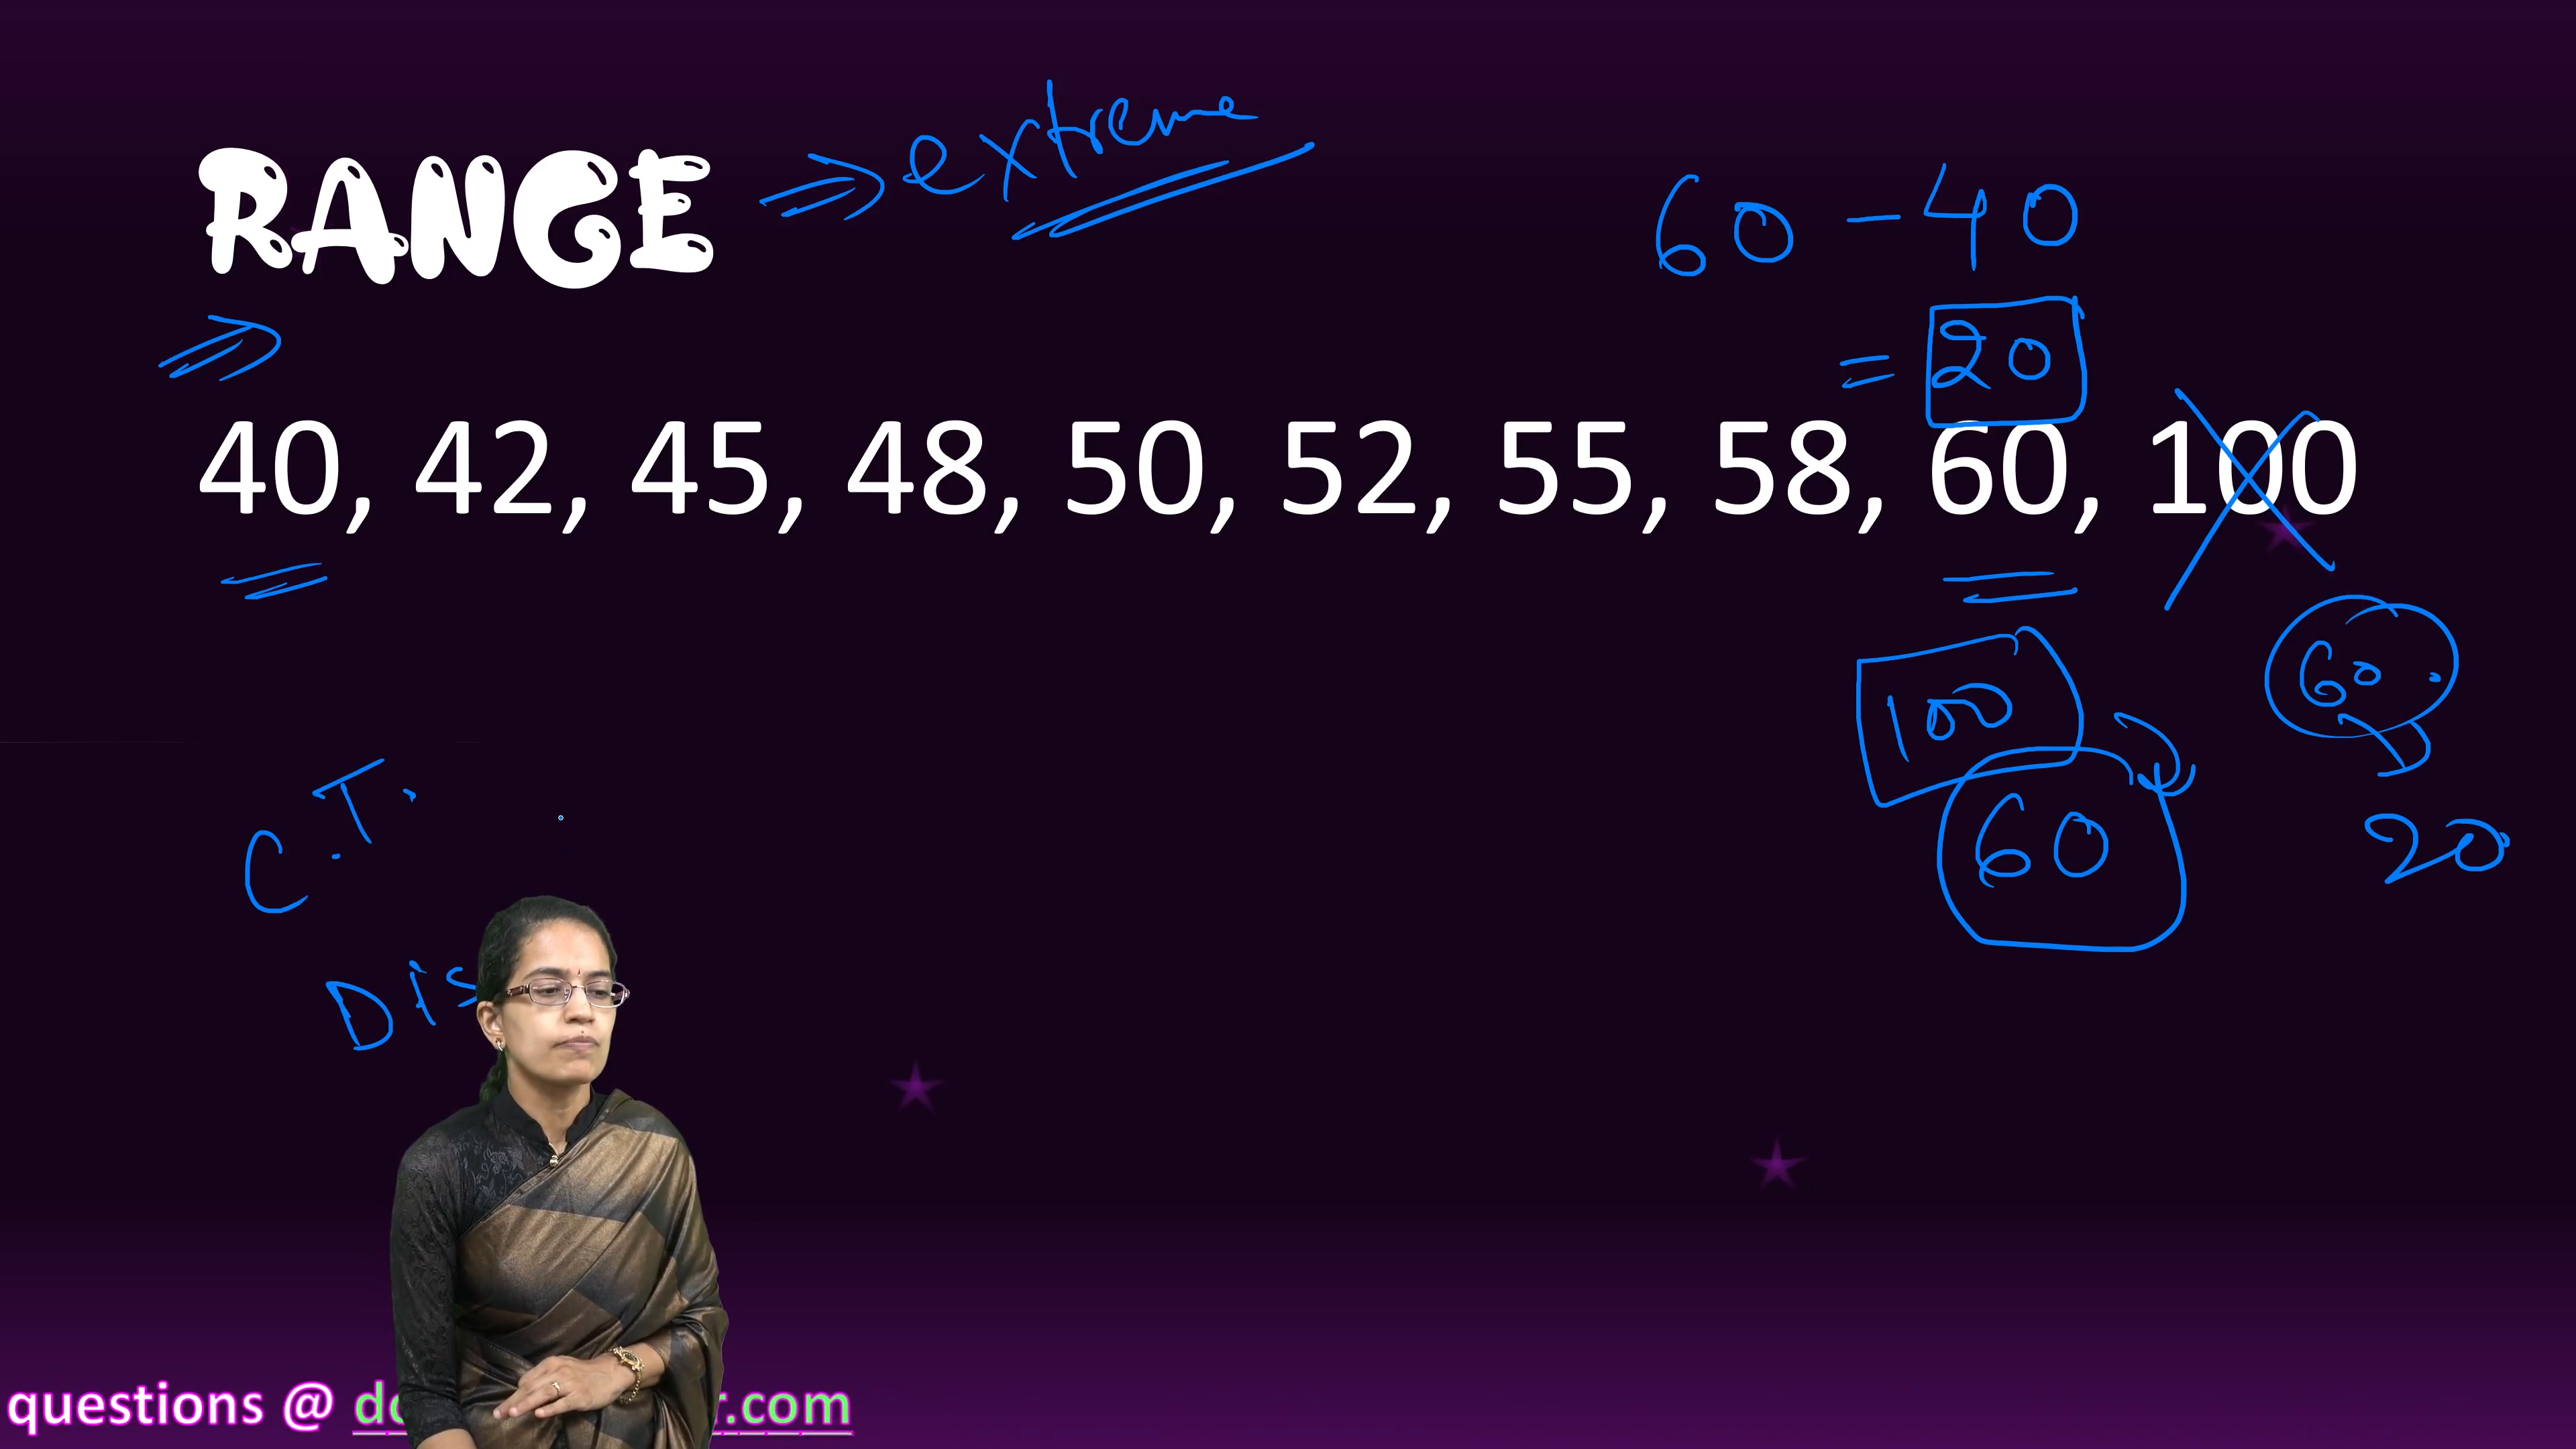 RANGE ⇒ extreme
60 - 40
= 20
⇒
40, 42, 45, 48, 50, 52, 55, 58, 60, 100
60.
100
60
20
C.T.
Dis
questions @ .com